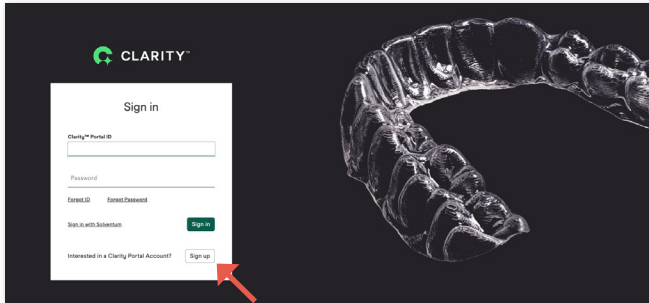 CLARITY™
Sign in
Clarity™ Portal ID
Password
Forgot ID Forgot Password
Sign in with Solventum Sign in
Interested in a Clarity Portal Account? Sign up